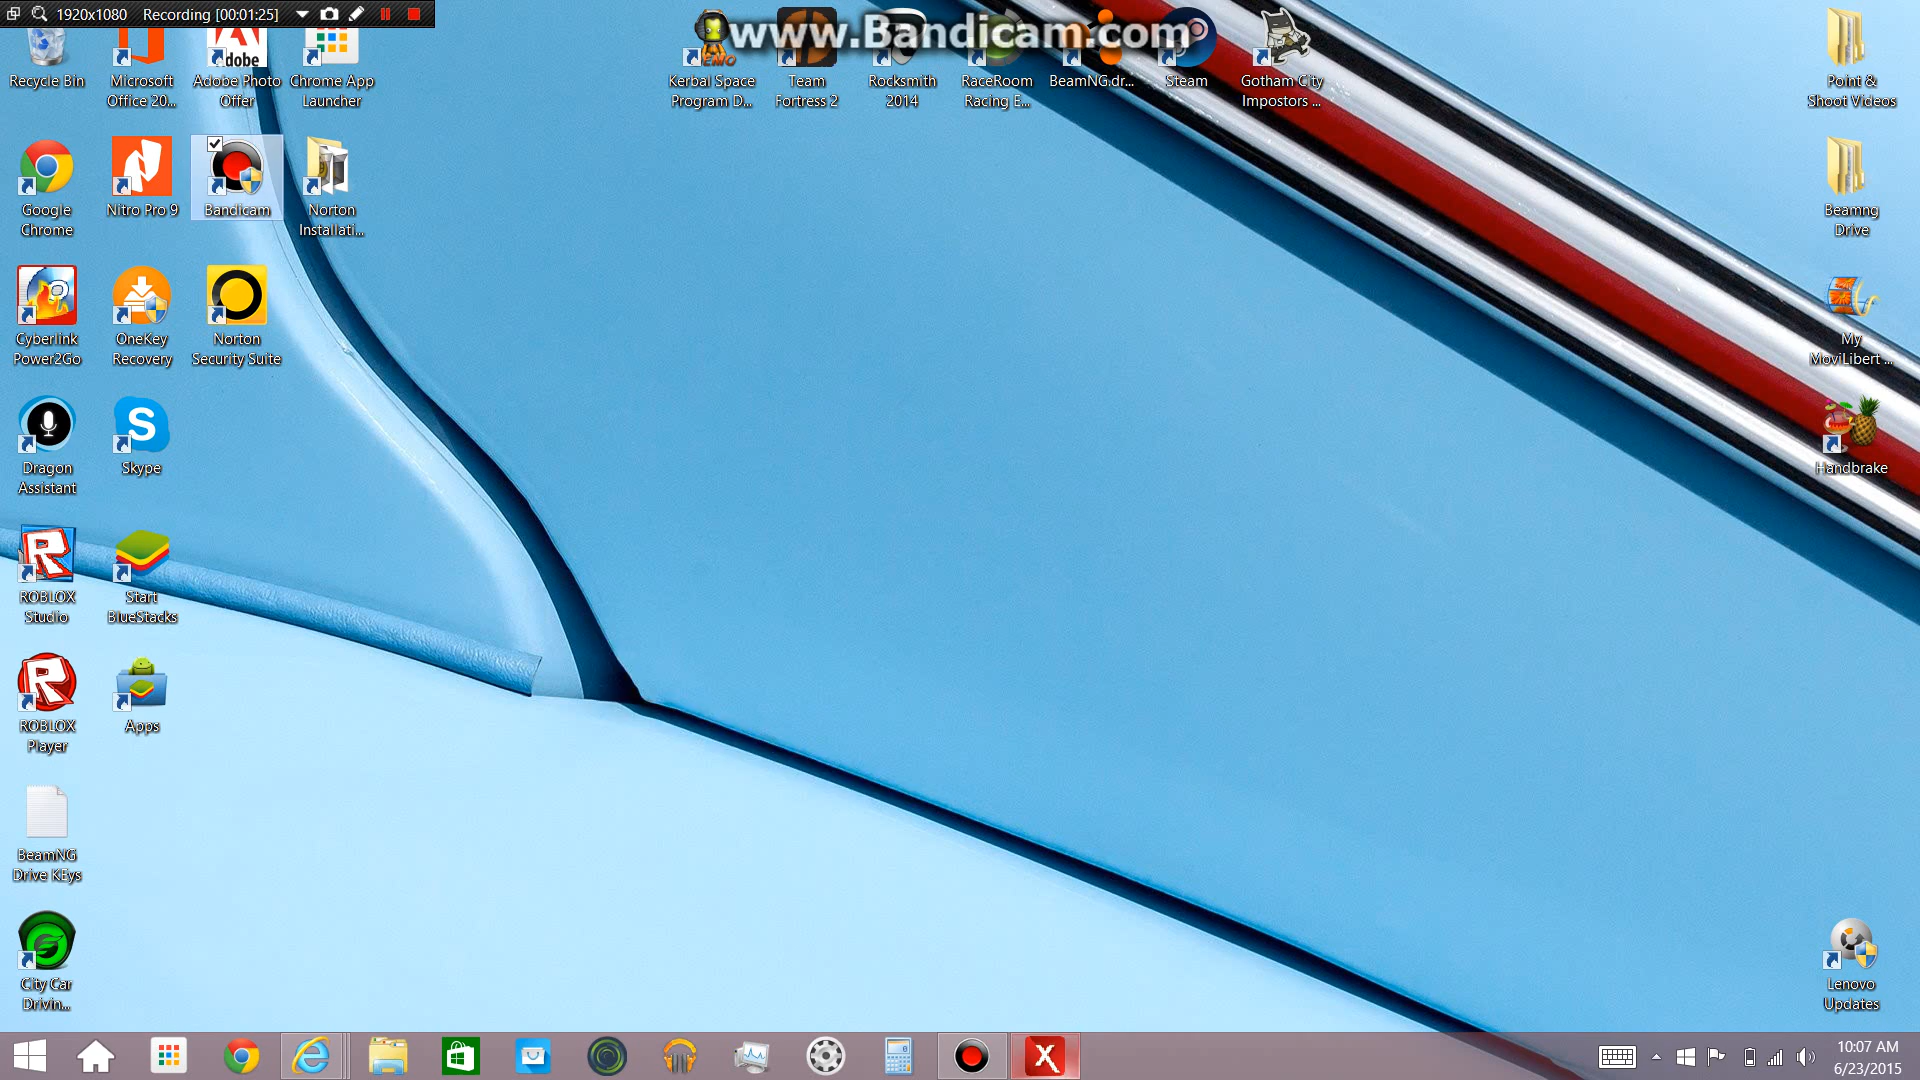 1920x1080 Recording [00:01:25]
www.Bandicam.com
Recycle Bin
Microsoft
Office 20...
Adobe
Adobe Photo
Offer
Chrome App
Launcher
Kerbal Space
Program D...
Team
Fortress 2
Rocksmith
2014
RaceRoom
Racing E...
BeamNG.dr...
Steam
Gotham City
Impostors ...
Point &
Shoot Videos
Google
Chrome
Nitro Pro 9
Bandicam
Norton
Installati...
Beamng
Drive
Cyberlink
Power2Go
OneKey
Recovery
Norton
Security Suite
My
MoviLibert ...
Dragon
Assistant
Skype
Handbrake
ROBLOX
Studio
Start
BlueStacks
ROBLOX
Player
Apps
BeamNG
Drive KEys
City Car
Drivin...
Lenovo
Updates
10:07 AM
6/23/2015